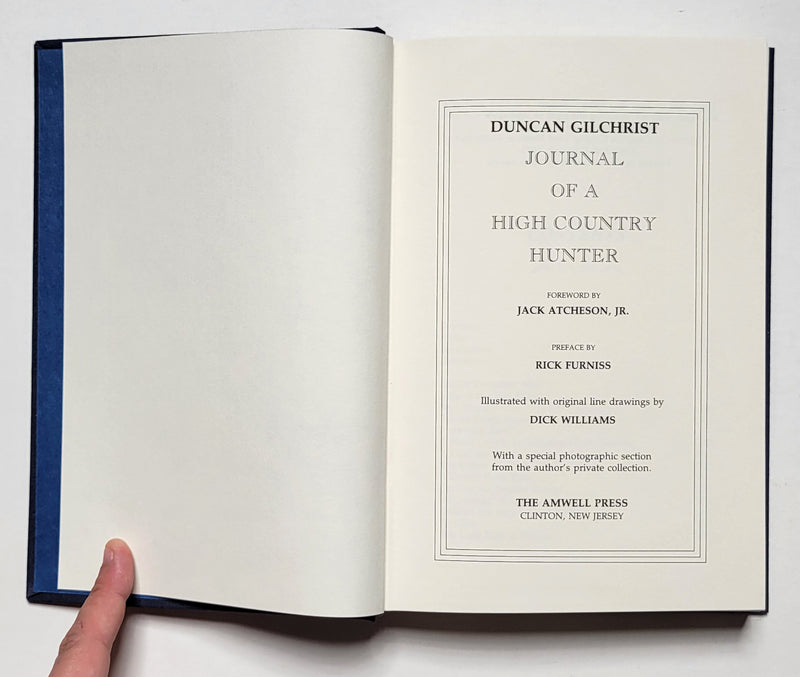 DUNCAN GILCHRIST
JOURNAL
OF A
HIGH COUNTRY
HUNTER
FOREWORD BY
JACK ATCHESON, JR.
PREFACE BY
RICK FURNISS
Illustrated with original line drawings by
DICK WILLIAMS
With a special photographic section
from the author's private collection.
THE AMWELL PRESS
CLINTON, NEW JERSEY